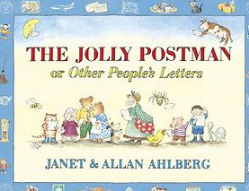 THE JOLLY POSTMAN
or Other People's Letters
JANET & ALLAN AHLBERG